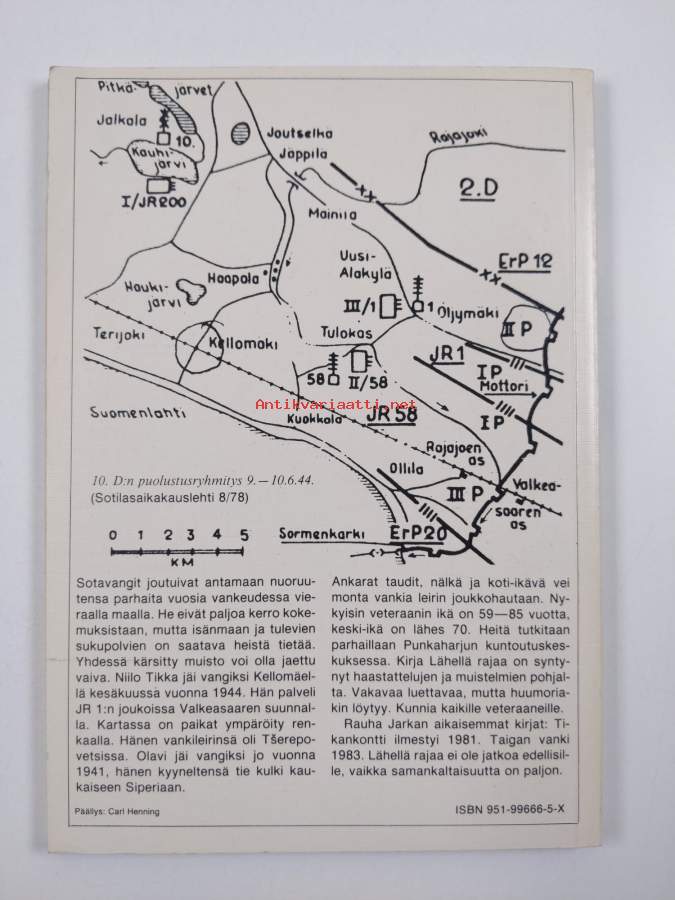 Pitkä-
järvet
Jalkala
10.
Kauki-
järvi
I/JR200
Joutselkä
Jäppilä
Rajajoki
2.D
Mainila
ErP 12
Uusi-
Alakylä
Haapala
Hauki-
järvi
III/1
1
Öljymäki
II P
Terijoki
Kellomäki
Tulokas
JR 1
I P
Mottori
58
II/58
Antikvariaatti.net
Suomenlahti
Kuokkala
JR 58
I P
Rajajoen
as
Ollila
Valkea-
saaren
as
III P
10. D:n puolustusryhmitys 9.—10.6.44.
(Sotilasaikakauslehti 8/78)
0 1 2 3 4 5
KM
Sormenkärki
ErP20
Sotavangit joutuivat antamaan nuoruu-
tensa parhaita vuosia vankeudessa vie-
raalla maalla. He eivät paljoa kerro koke-
muksistaan, mutta isänmaan ja tulevien
sukupolvien on saatava heistä tietää.
Yhdessä kärsitty muisto voi olla jaettu
vaiva. Niilo Tikka jäi vangiksi Kellomäel-
lä kesäkuussa vuonna 1944. Hän palveli
JR 1:n joukoissa Valkeasaaren suunnal-
la. Kartassa on paikat ympäröity ren-
kaalla. Hänen vankileirinsä oli Tšerepo-
vetsissa. Olavi jäi vangiksi jo vuonna
1941, hänen kyyneltensä tie kulki kau-
kaiseen Siperiaan.
Ankarat taudit, nälkä ja koti-ikävä vei
monta vankia leirin joukkohautaan. Ny-
kyisin veteraanin ikä on 59—85 vuotta,
keski-ikä on lähes 70. Heitä tutkitaan
parhaillaan Punkaharjun kuntoutuskes-
kuksessa. Kirja Lähellä rajaa on synty-
nyt haastattelujen ja muistelmien pohjal-
ta. Vakavaa luettavaa, mutta huumoria-
kin löytyy. Kunnia kaikille veteraaneille.
Rauha Jarkan aikaisemmat kirjat: Ti-
kankontti ilmestyi 1981. Taigan vanki
1983. Lähellä rajaa ei ole jatkoa edellisil-
le, vaikka samankaltaisuutta on paljon.
Päällys: Carl Henning
ISBN 951-99666-5-X